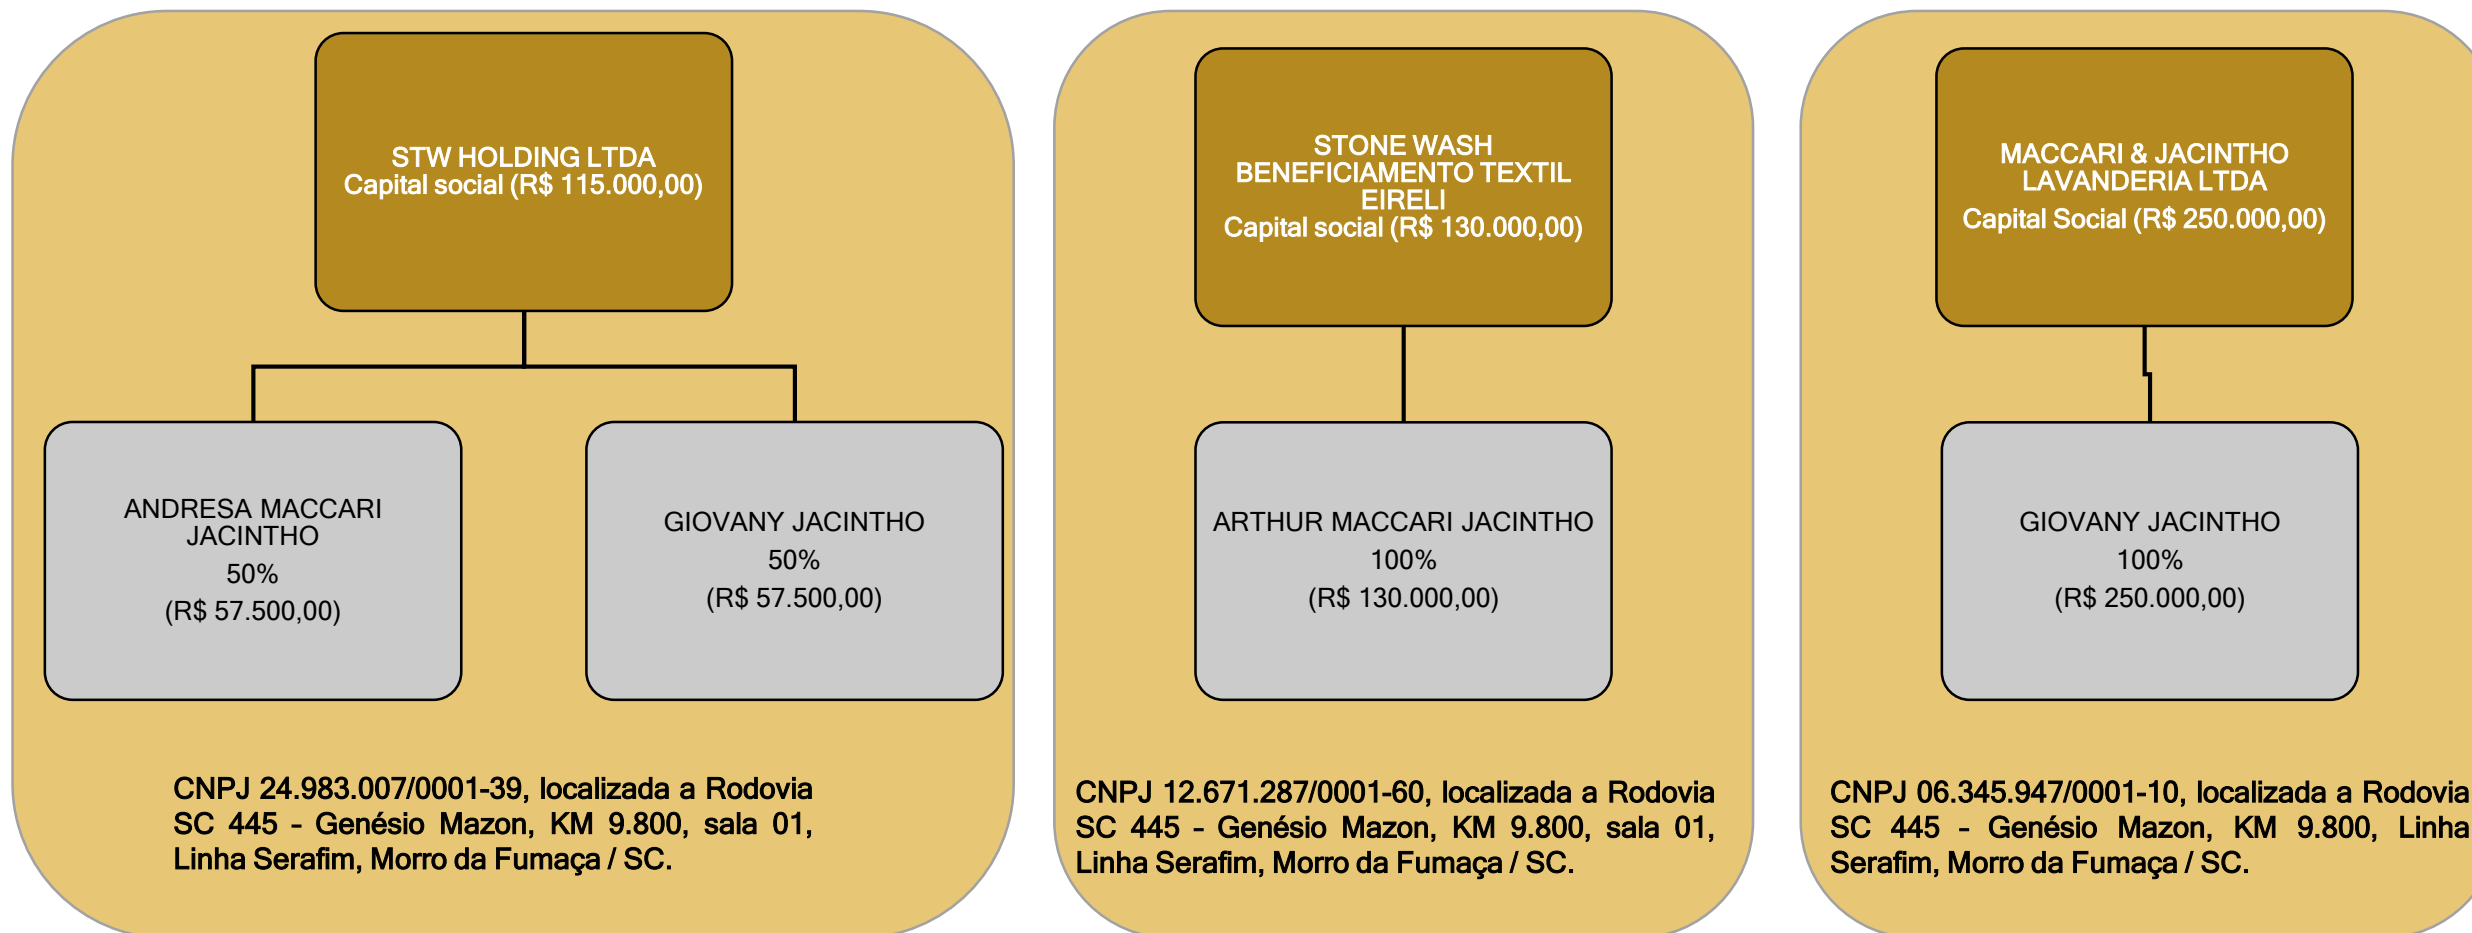 STW HOLDING LTDA
Capital social (R$ 115.000,00)
ANDRESA MACCARI
JACINTHO
50%
(R$ 57.500,00)
GIOVANY JACINTHO
50%
(R$ 57.500,00)
CNPJ 24.983.007/0001-39, localizada a Rodovia
SC 445 - Genésio Mazon, KM 9.800, sala 01,
Linha Serafim, Morro da Fumaça / SC.
STONE WASH
BENEFICIAMENTO TEXTIL
EIRELI
Capital social (R$ 130.000,00)
ARTHUR MACCARI JACINTHO
100%
(R$ 130.000,00)
CNPJ 12.671.287/0001-60, localizada a Rodovia
SC 445 - Genésio Mazon, KM 9.800, sala 01,
Linha Serafim, Morro da Fumaça / SC.
MACCARI & JACINTHO
LAVANDERIA LTDA
Capital Social (R$ 250.000,00)
GIOVANY JACINTHO
100%
(R$ 250.000,00)
CNPJ 06.345.947/0001-10, localizada a Rodovia
SC 445 - Genésio Mazon, KM 9.800, Linha
Serafim, Morro da Fumaça / SC.